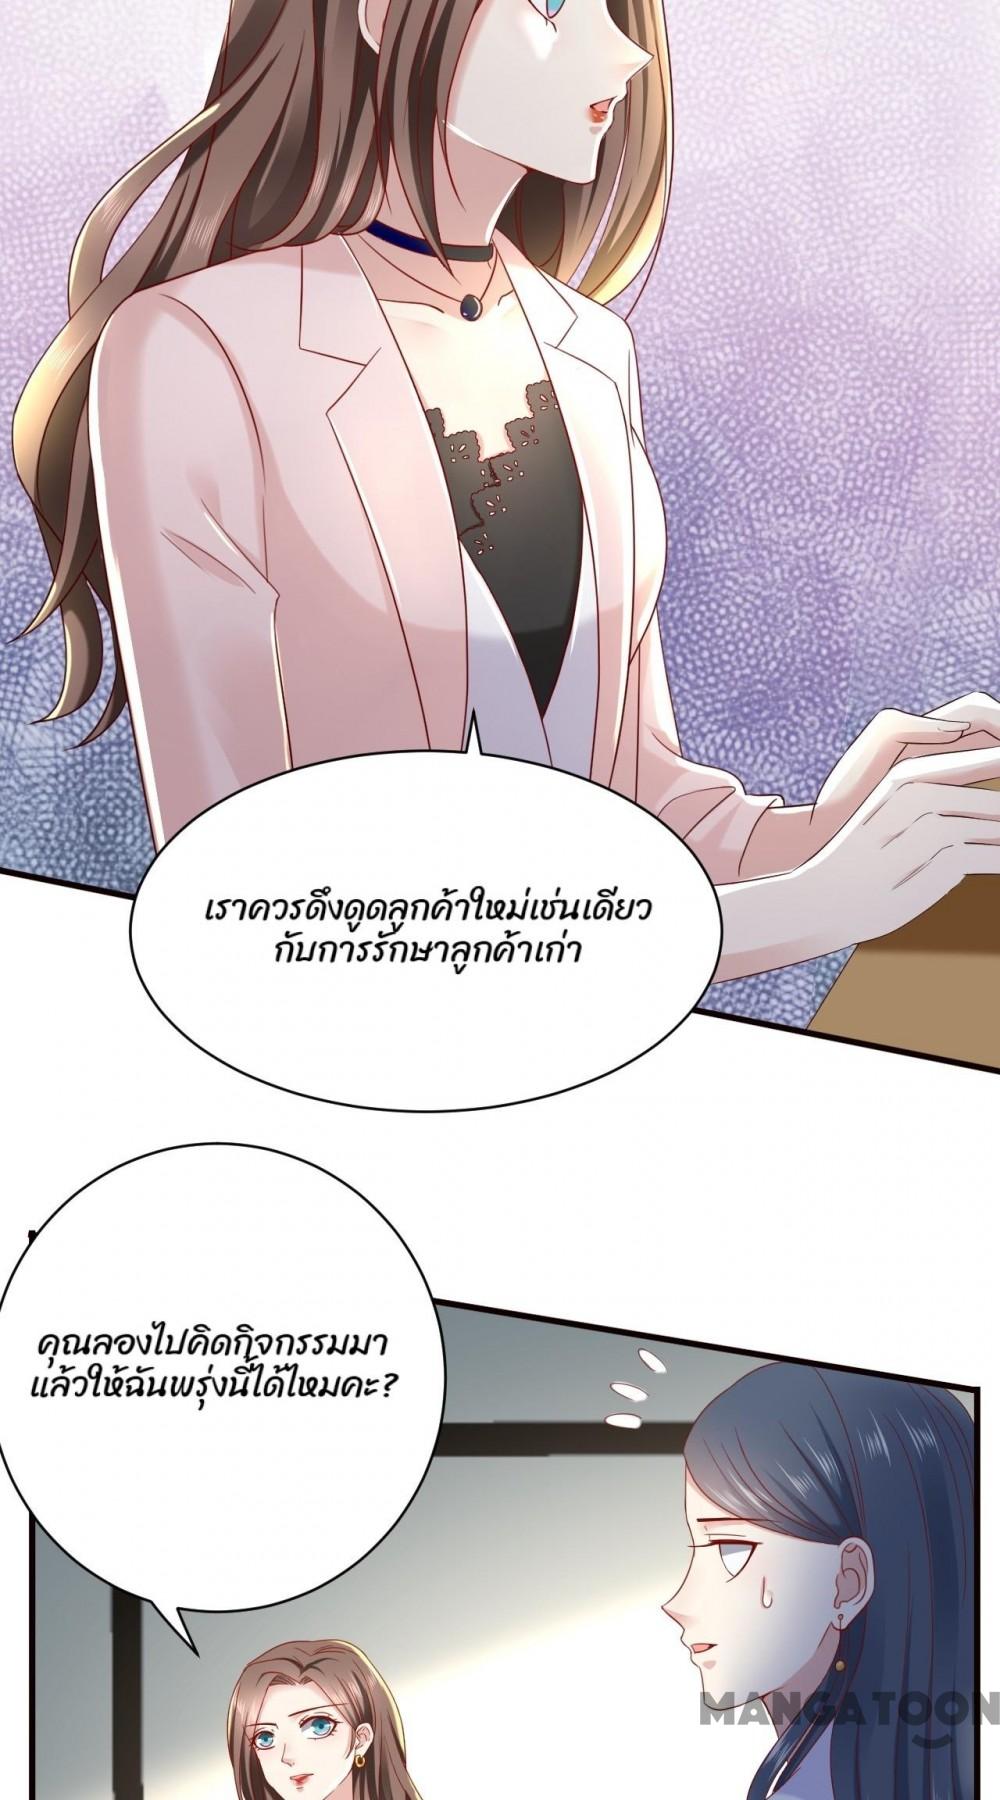 เราควรดึงดูดลูกค้าใหม่เช่นเดียว
กับการรักษาลูกค้าเก่า
คุณลองไปคิดกิจกรรมมา
แล้วให้ฉันพรุ่งนี้ได้ไหมคะ?
MANGATOON